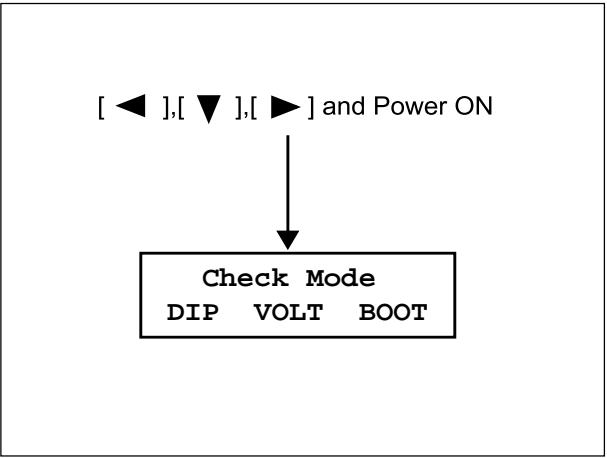 [ ◀ ],[ ▼ ],[ ▶ ] and Power ON
Check Mode
DIP VOLT BOOT